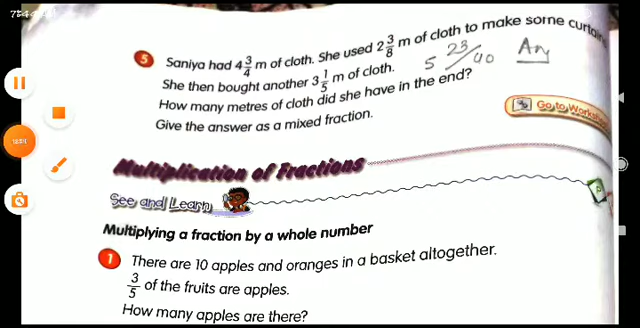 5 Saniya had 4 3/4 m of cloth. She used 2 3/8 m of cloth to make some curtains.
She then bought another 3 1/5 m of cloth.
5 23/40 Ans
How many metres of cloth did she have in the end?
Give the answer as a mixed fraction.
Go to
Multiplication of Fractions
See and Learn
Multiplying a fraction by a whole number
1 There are 10 apples and oranges in a basket altogether.
3/5 of the fruits are apples.
How many apples are there?